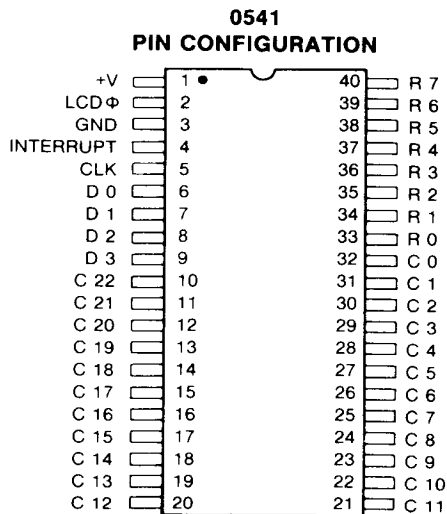 0541
PIN CONFIGURATION
+V 1 40 R 7
LCDΦ 2 39 R 6
GND 3 38 R 5
INTERRUPT 4 37 R 4
CLK 5 36 R 3
D 0 6 35 R 2
D 1 7 34 R 1
D 2 8 33 R 0
D 3 9 32 C 0
C 22 10 31 C 1
C 21 11 30 C 2
C 20 12 29 C 3
C 19 13 28 C 4
C 18 14 27 C 5
C 17 15 26 C 6
C 16 16 25 C 7
C 15 17 24 C 8
C 14 18 23 C 9
C 13 19 22 C 10
C 12 20 21 C 11